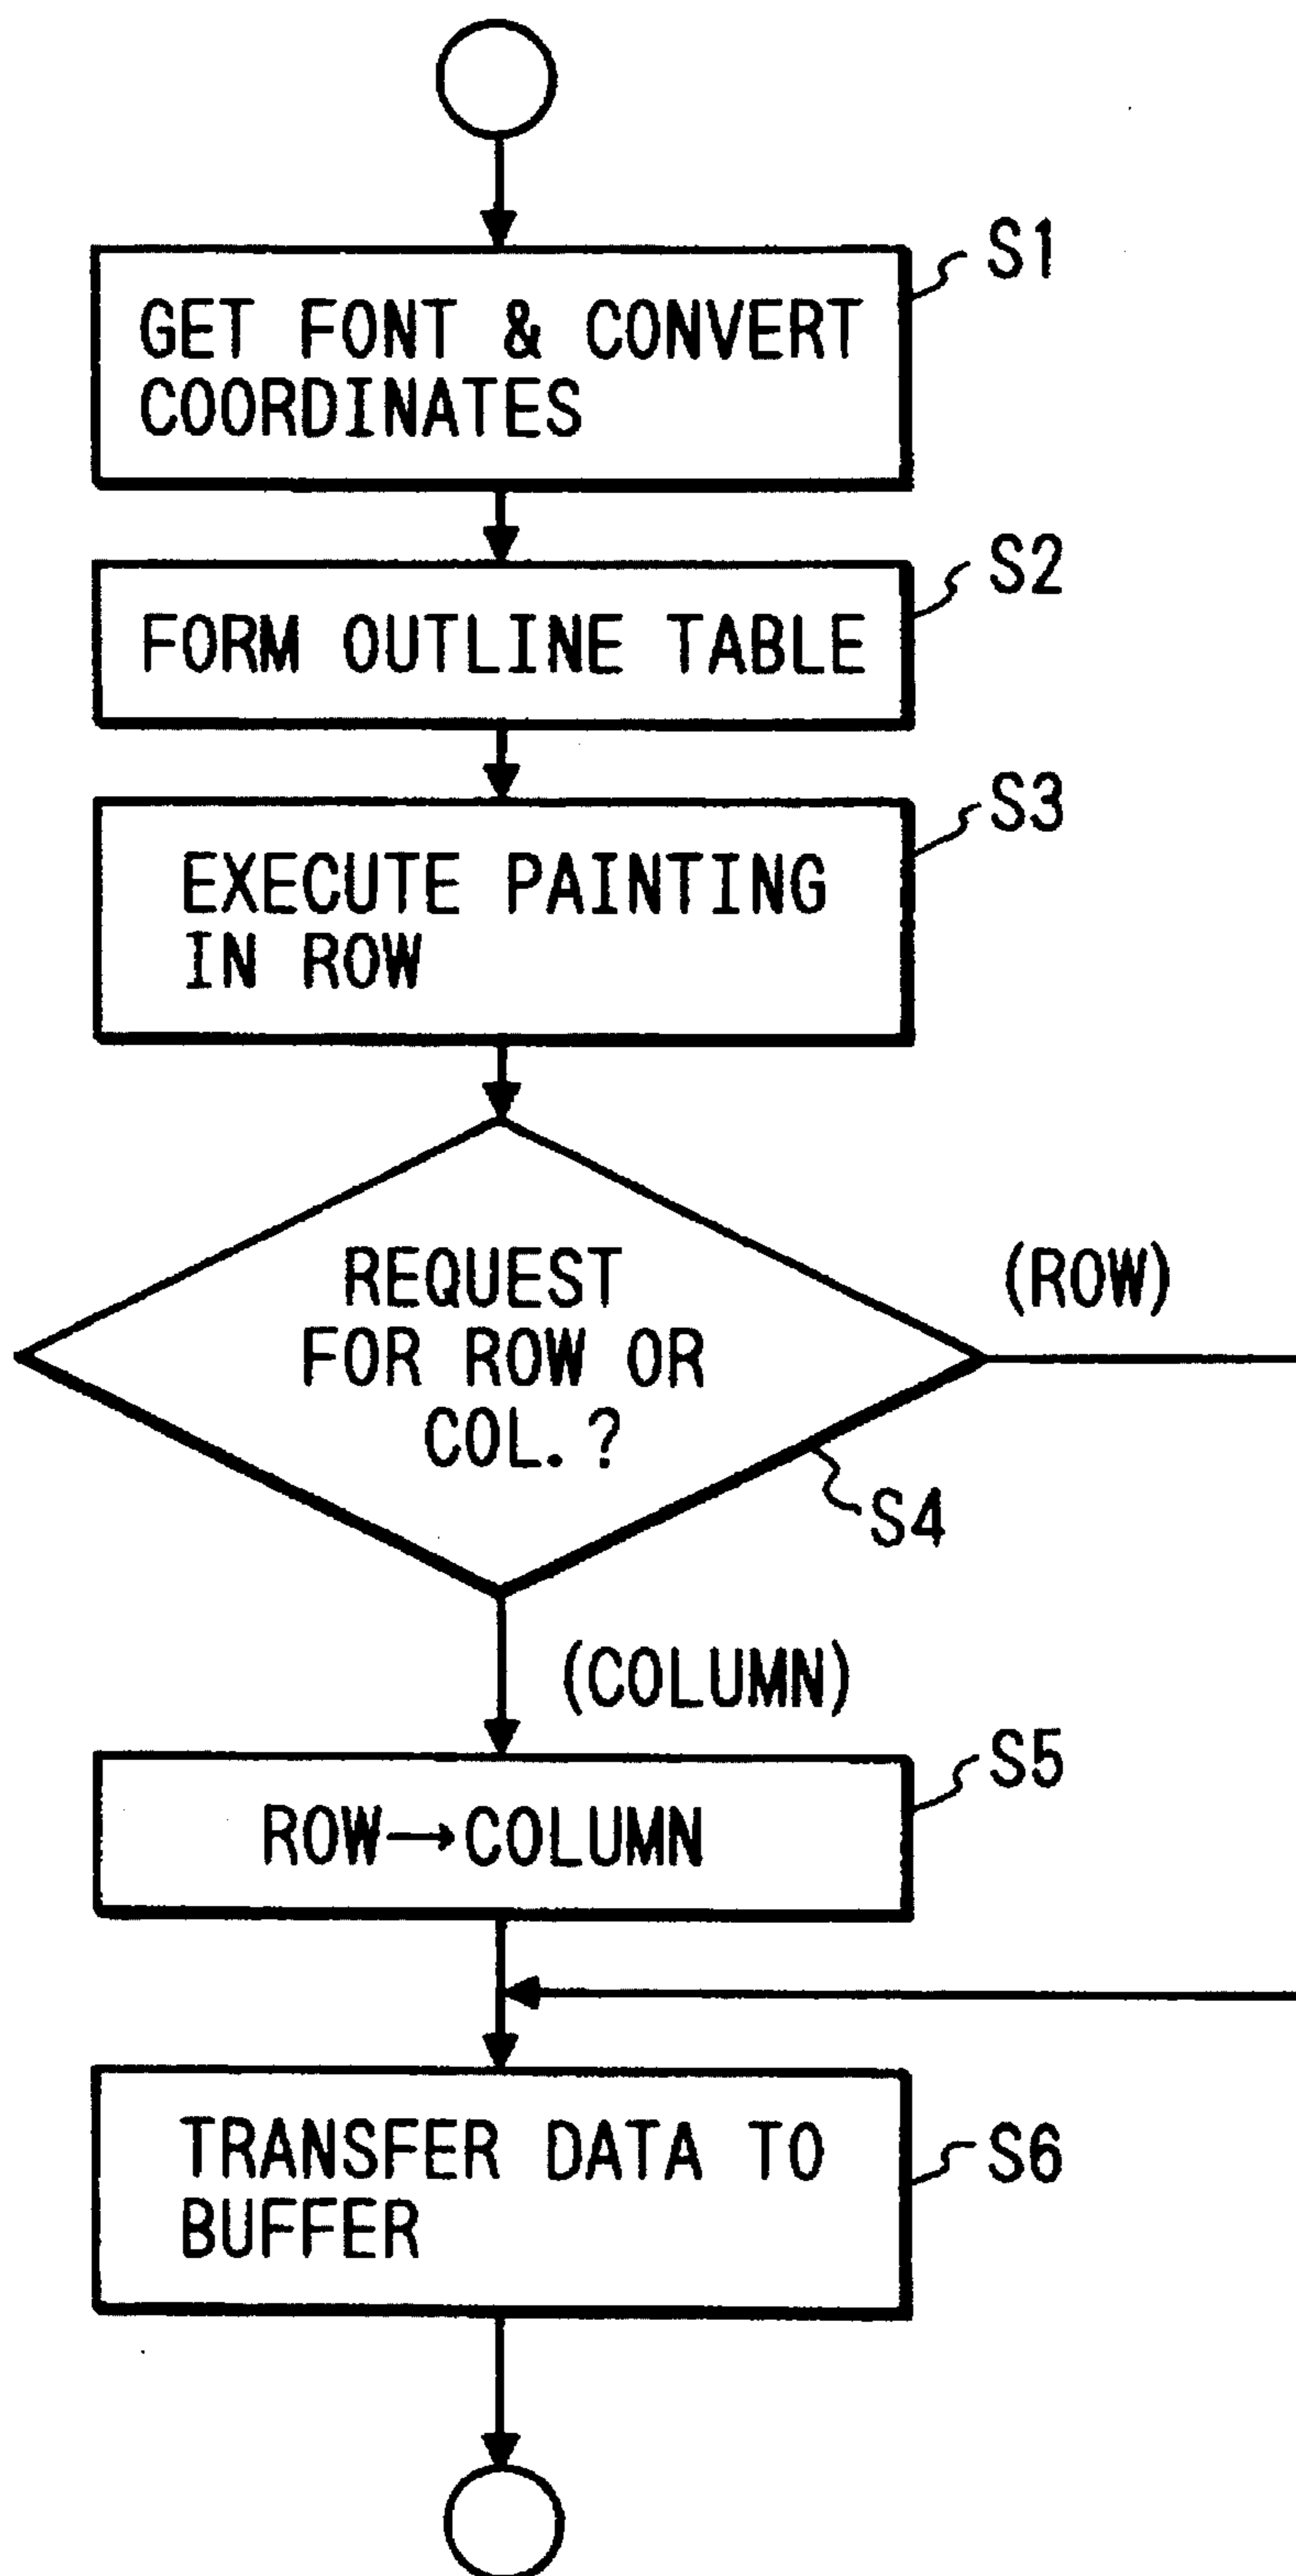 S1
GET FONT & CONVERT
COORDINATES
S2
FORM OUTLINE TABLE
S3
EXECUTE PAINTING
IN ROW
REQUEST
FOR ROW OR
COL.?
(ROW)
S4
(COLUMN)
S5
ROW→COLUMN
TRANSFER DATA TO
BUFFER
S6